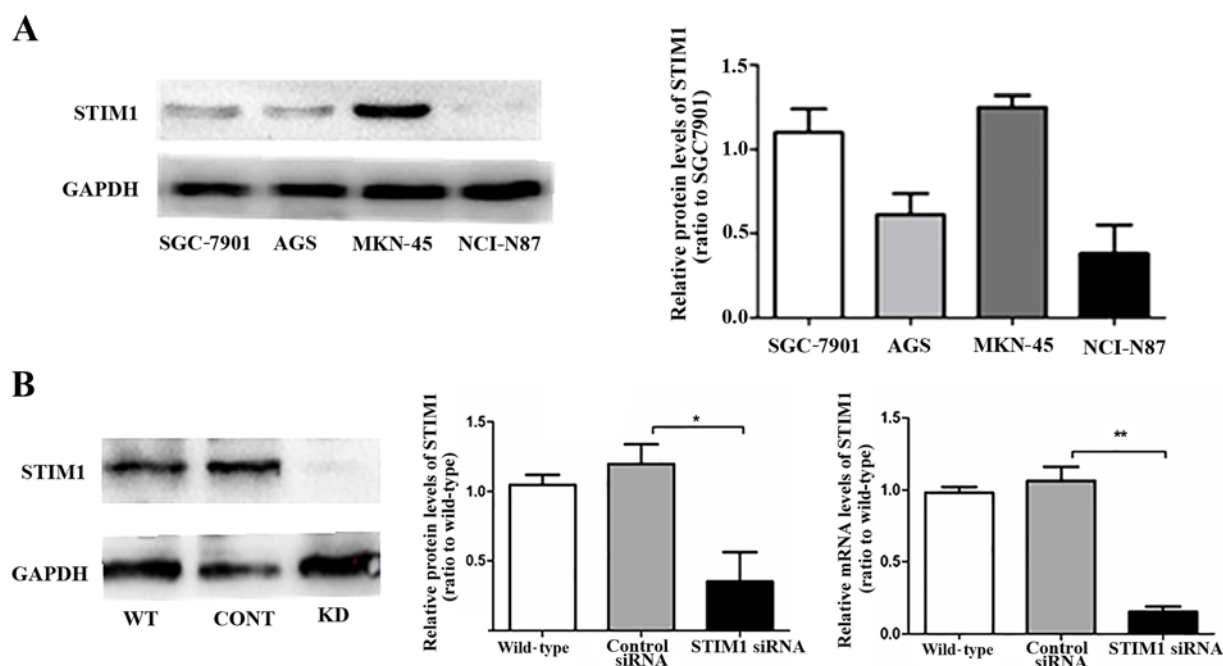 A
STIM1
GAPDH
SGC-7901 AGS MKN-45 NCI-N87
Relative protein levels of STIM1
(ratio to SGC7901)
1.5
1.0
0.5
0.0
SGC-7901 AGS MKN-45 NCI-N87
B
STIM1
GAPDH
WT CONT KD
Relative protein levels of STIM1
(ratio to wild-type)
1.5
1.0
0.5
*
Wild-type Control siRNA STIM1 siRNA
Relative mRNA levels of STIM1
(ratio to wild-type)
1.5
1.0
0.5
0.0
**
Wild-type Control siRNA STIM1 siRNA